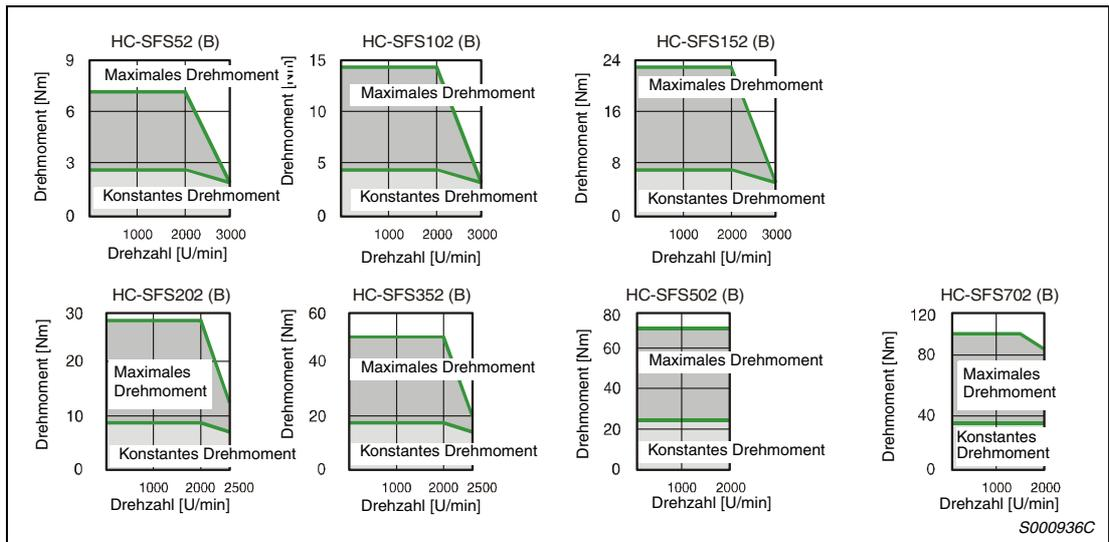 HC-SFS52 (B)
Drehmoment [Nm]
9
6
3
0
Maximales Drehmoment
Konstantes Drehmoment
1000 2000 3000
Drehzahl [U/min]
HC-SFS102 (B)
Drehmoment [Nm]
15
10
5
0
Maximales Drehmoment
Konstantes Drehmoment
1000 2000 3000
Drehzahl [U/min]
HC-SFS152 (B)
Drehmoment [Nm]
24
16
8
0
Maximales Drehmoment
Konstantes Drehmoment
1000 2000 3000
Drehzahl [U/min]
HC-SFS202 (B)
Drehmoment [Nm]
30
20
10
0
Maximales
Drehmoment
Konstantes Drehmoment
1000 2000 2500
Drehzahl [U/min]
HC-SFS352 (B)
Drehmoment [Nm]
60
40
20
0
Maximales Drehmoment
Konstantes Drehmoment
1000 2000 2500
Drehzahl [U/min]
HC-SFS502 (B)
Drehmoment [Nm]
80
60
40
20
0
Maximales Drehmoment
Konstantes Drehmoment
1000 2000
Drehzahl [U/min]
HC-SFS702 (B)
Drehmoment [Nm]
120
80
40
0
Maximales
Drehmoment
Konstantes
Drehmoment
1000 2000
Drehzahl [U/min]
S000936C